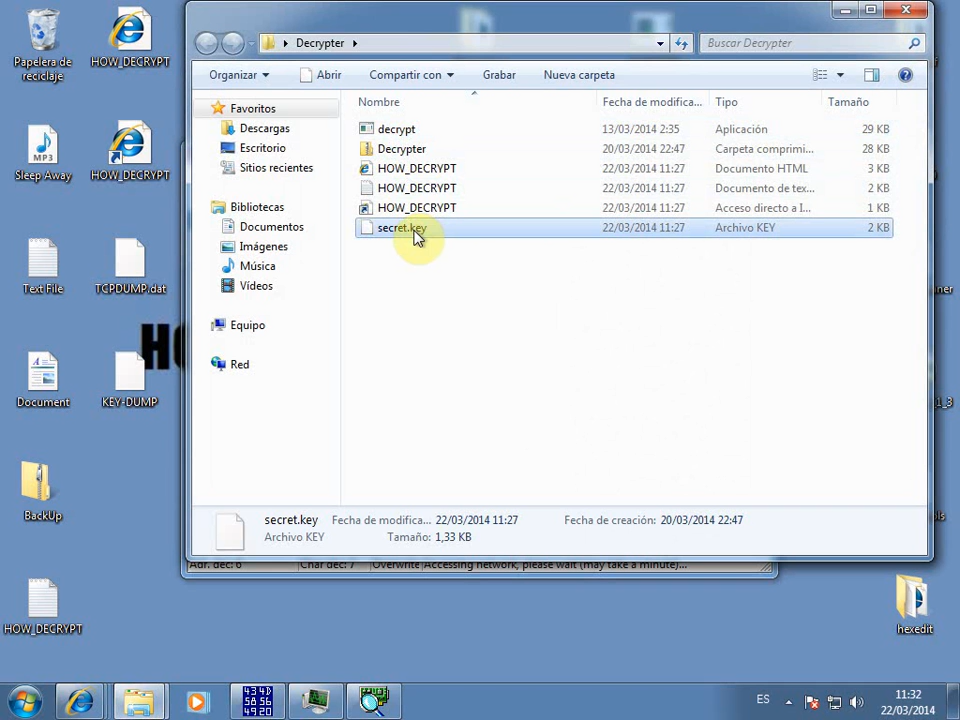 Papelera de
reciclaje
HOW_DECRYPT
Sleep Away
HOW_DECRYPT
Text File
TCPDUMP.dat
Document
KEY-DUMP
BackUp
HOW_DECRYPT
Decrypter
Buscar Decrypter
Organizar
Abrir
Compartir con
Grabar
Nueva carpeta
Favoritos
Descargas
Escritorio
Sitios recientes
Bibliotecas
Documentos
Imágenes
Música
Vídeos
Equipo
Red
Nombre Fecha de modifica... Tipo Tamaño
decrypt 13/03/2014 2:35 Aplicación 29 KB
Decrypter 20/03/2014 22:47 Carpeta comprimi... 28 KB
HOW_DECRYPT 22/03/2014 11:27 Documento HTML 3 KB
HOW_DECRYPT 22/03/2014 11:27 Documento de tex... 2 KB
HOW_DECRYPT 22/03/2014 11:27 Acceso directo a I... 1 KB
secret.key 22/03/2014 11:27 Archivo KEY 2 KB
secret.key Fecha de modifica... 22/03/2014 11:27 Fecha de creación: 20/03/2014 22:47
Archivo KEY Tamaño: 1,33 KB
Adr. dec: 6 Char dec: 7 Overwrite Accessing network, please wait (may take a minute)...
hexedit
ES
11:32
22/03/2014